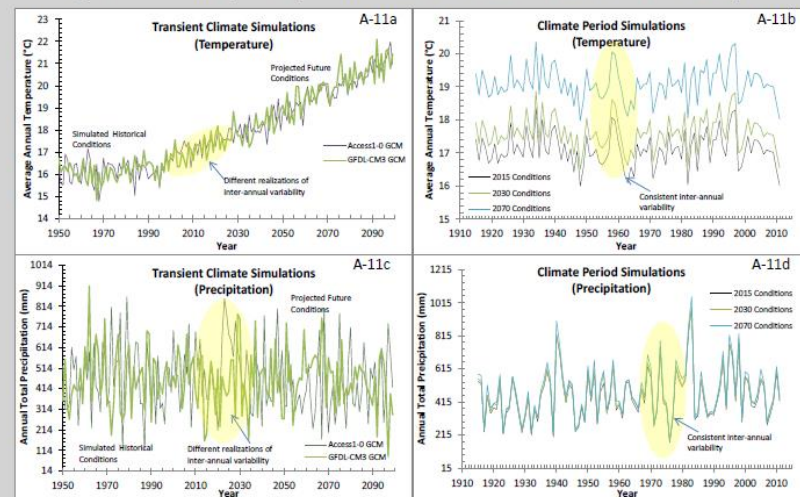 A-11a
Transient Climate Simulations
(Temperature)
Average Annual Temperature (°C)
23
22
21
20
19
18
17
16
15
14
Projected Future
Conditions
Simulated Historical
Conditions
Access1-0 GCM
GFDL-CM3 GCM
Different realizations of
inter-annual variability
1950
1970
1990
2010
2030
2050
2070
2090
Year
A-11b
Climate Period Simulations
(Temperature)
Average Annual Temperature (°C)
21
20
19
18
17
16
15
2015 Conditions
2030 Conditions
2070 Conditions
Consistent inter-annual
variability
1910
1920
1930
1940
1950
1960
1970
1980
1990
2000
2010
Year
A-11c
Transient Climate Simulations
(Precipitation)
Annual Total Precipitation (mm)
1014
914
814
714
614
514
414
314
214
114
14
Projected Future
Conditions
Simulated Historical
Conditions
Different realizations of
inter-annual variability
Access1-0 GCM
GFDL-CM3 GCM
1950
1970
1990
2010
2030
2050
2070
2090
Year
A-11d
Climate Period Simulations
(Precipitation)
Annual Total Preicpitation (mm)
1215
1015
815
615
415
215
15
2015 Conditions
2030 Conditions
2070 Conditions
Consistent inter-annual
variability
1910
1920
1930
1940
1950
1960
1970
1980
1990
2000
2010
Year